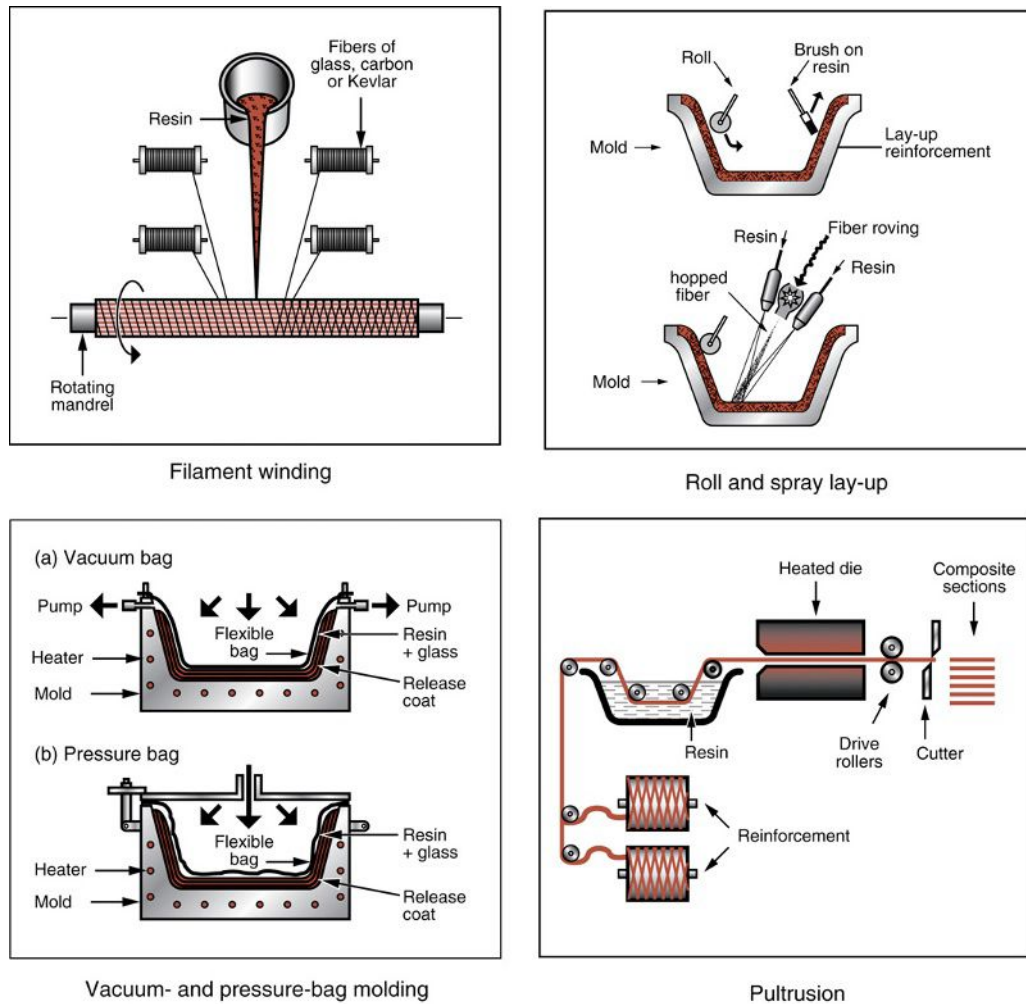 Fibers of
glass, carbon
or Kevlar
Resin
Rotating
mandrel
Filament winding
Roll
Brush on
resin
Mold
Lay-up
reinforcement
Resin
Fiber roving
Resin
hopped
fiber
Mold
Roll and spray lay-up
(a) Vacuum bag
Pump
Pump
Flexible
bag
Resin
+ glass
Heater
Mold
Release
coat
(b) Pressure bag
Flexible
bag
Resin
+ glass
Heater
Mold
Release
coat
Vacuum- and pressure-bag molding
Heated die
Composite
sections
Resin
Drive
rollers
Cutter
Reinforcement
Pultrusion